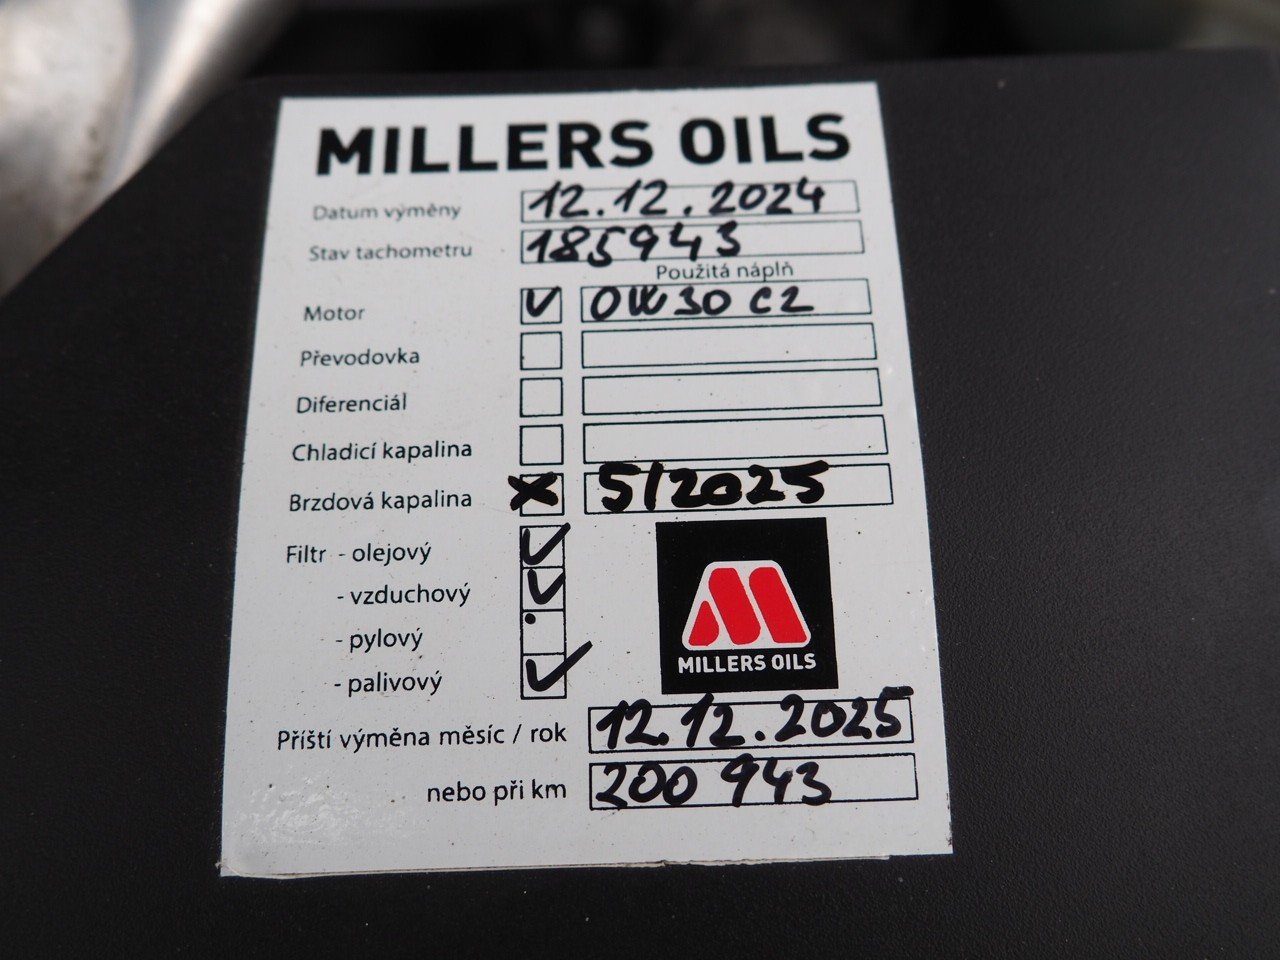 MILLERS OILS
Datum výměny 12.12.2024
Stav tachometru 185943
Použitá náplň
Motor 0W30 C2
Převodovka
Diferenciál
Chladicí kapalina
Brzdová kapalina 5/2025
Filtr - olejový
- vzduchový
- pylový
- palivový
MILLERS OILS
Příští výměna měsíc / rok 12.12.2025
nebo při km 200 943